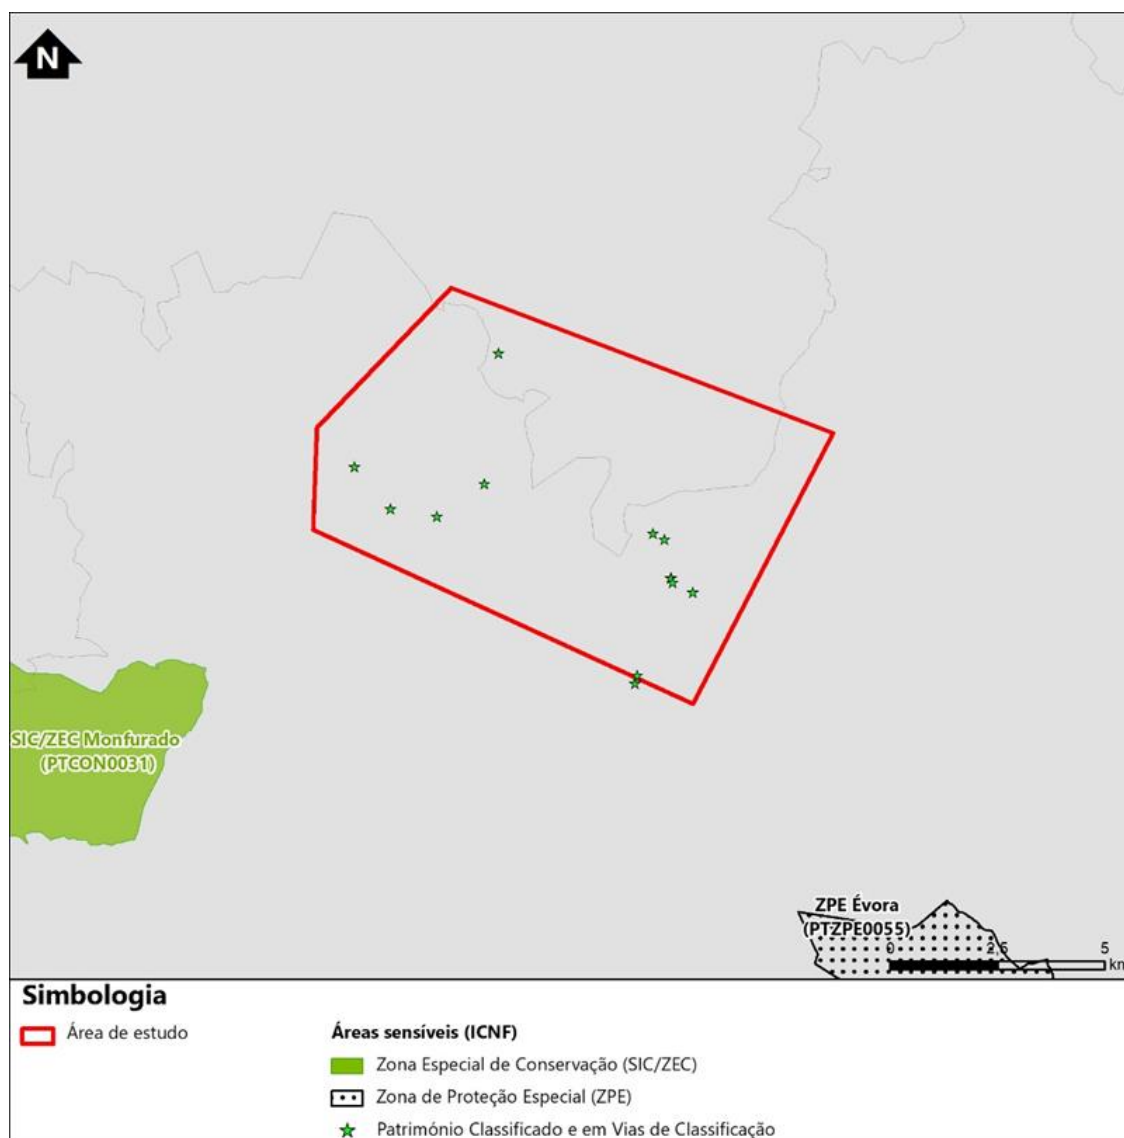 N
SIC/ZEC Monfurado
(PTCON0031)
ZPE Évora
(PTZPE0055)
0 2,5 5
km
Simbologia
Área de estudo
Áreas sensíveis (ICNF)
Zona Especial de Conservação (SIC/ZEC)
Zona de Proteção Especial (ZPE)
Património Classificado e em Vias de Classificação